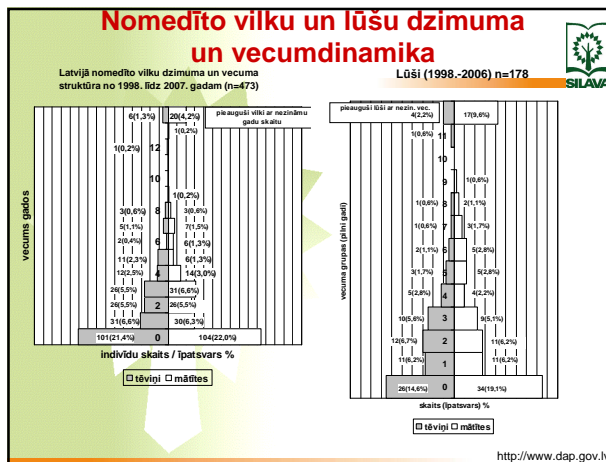 Nomedīto vilku un lūšu dzimuma
un vecumdinamika
SILAVA
Latvijā nomedīto vilku dzimuma un vecuma
struktūra no 1998. līdz 2007. gadam (n=473)
pieauguši vilki ar nezināmu
gadu skaitu
6(1,3%) 20(4,2%)
1(0,2%)
1(0,2%) 12
10
1(0,2%)
3(0,6%) 8 3(0,6%)
5(1,1%) 7(1,5%)
2(0,4%) 6 6(1,3%)
11(2,3%) 6(1,3%)
12(2,5%) 4 14(3,0%)
26(5,5%) 31(6,6%)
26(5,5%) 2 26(5,5%)
31(6,6%) 30(6,3%)
101(21,4%) 0 104(22,0%)
vecums gados
indivīdu skaits / īpatsvars %
tēviņi mātītes
Lūši (1998.-2006) n=178
pieauguši lūši ar nezin. vec.
4(2,2%) 17(9,6%)
1(0,6%) 11
10
9 1(0,6%)
1(0,6%) 8 2(1,1%)
1(0,6%) 7 3(1,7%)
2(1,1%) 6 5(2,8%)
3(1,7%) 5 5(2,8%)
5(2,8%) 4 4(2,2%)
10(5,6%) 3 9(5,1%)
12(6,7%) 2 11(6,2%)
11(6,2%) 1 11(6,2%)
26(14,6%) 0 34(19,1%)
vecuma grupas (pilni gadi)
skaits (īpatsvars) %
tēviņi mātītes
http://www.dap.gov.lv